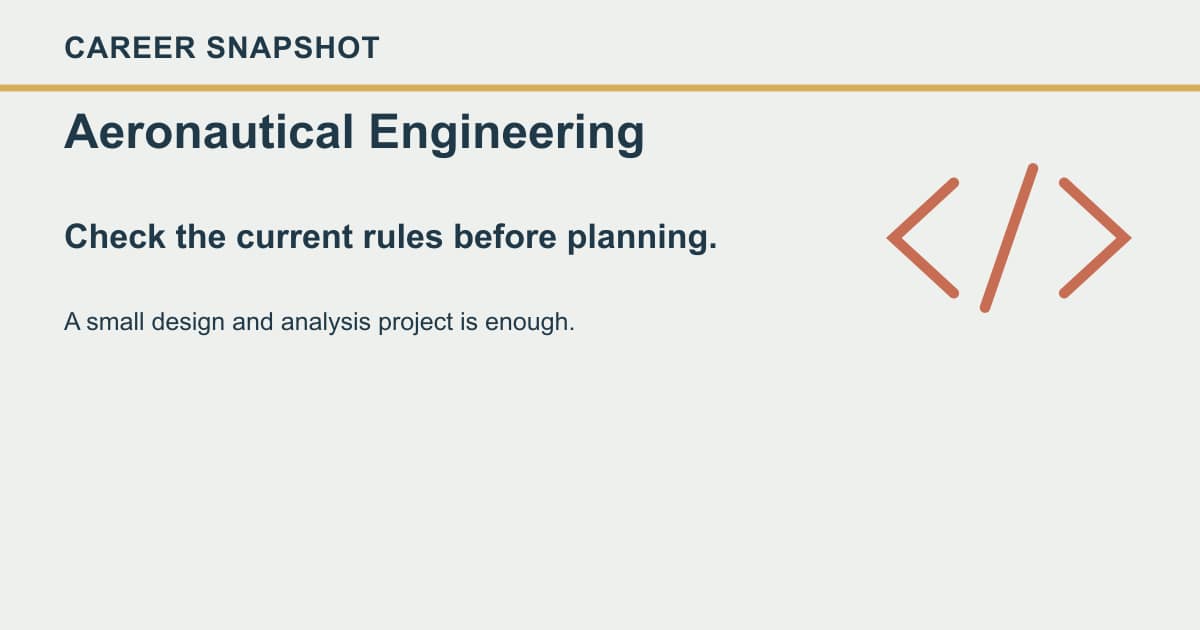 CAREER SNAPSHOT
Aeronautical Engineering
Check the current rules before planning.
A small design and analysis project is enough.